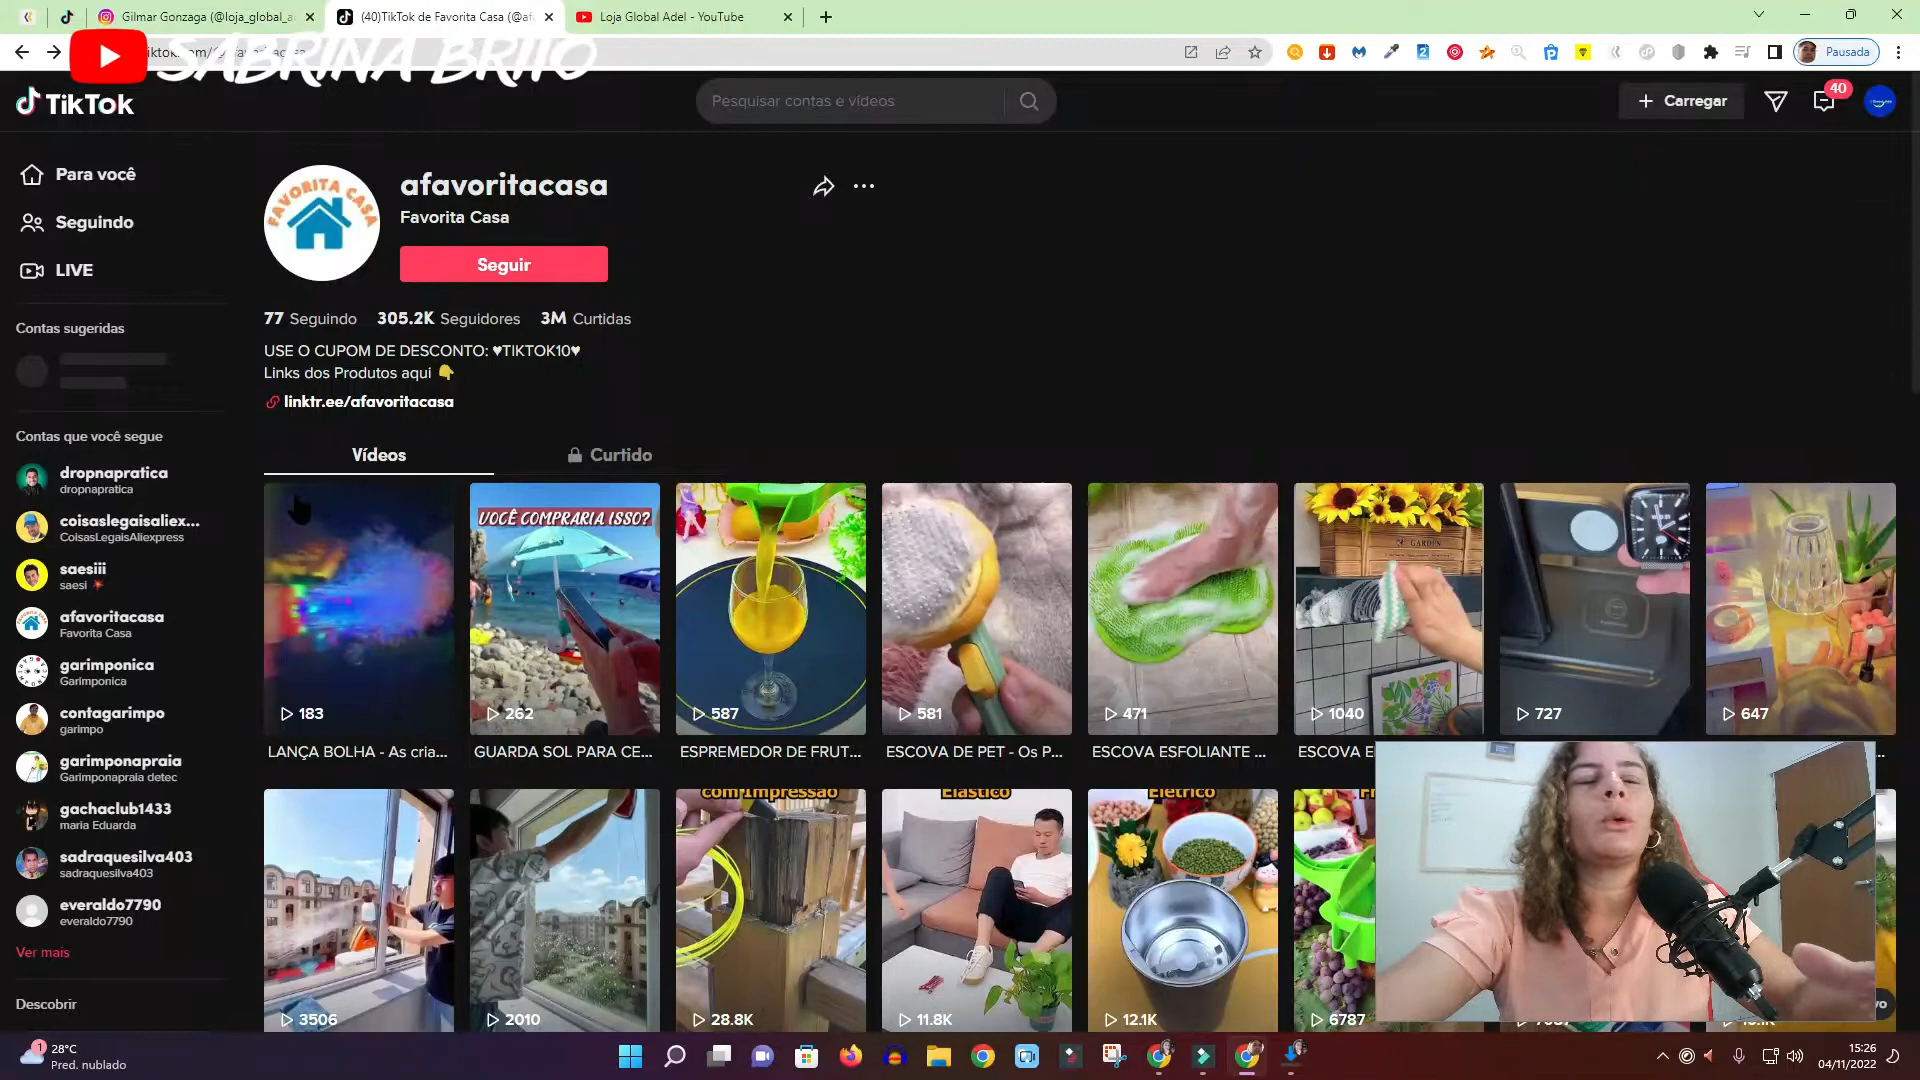 Gilmar Gonzaga (@loja_global_a
(40)TikTok de Favorita Casa (@af
Loja Global Adel - YouTube
SABRINA BRITO
Pausada
TikTok
Pesquisar contas e vídeos
Carregar
40
Para você
Seguindo
LIVE
Contas sugeridas
Contas que você segue
dropnapratica
dropnapratica
coisaslegaisaliex...
CoisasLegaisAliexpress
saesiii
saesi
afavoritacasa
Favorita Casa
garimponica
Garimponica
contagarimpo
garimpo
garimponapraia
Garimponapraia detec
gachaclub1433
maria Eduarda
sadraquesilva403
sadraquesilva403
everaldo7790
everaldo7790
Ver mais
Descobrir
FAVORITA CASA
afavoritacasa
Favorita Casa
Seguir
77 Seguindo 305.2K Seguidores 3M Curtidas
USE O CUPOM DE DESCONTO: ♥TIKTOK10♥
Links dos Produtos aqui 👇
linktr.ee/afavoritacasa
Vídeos
Curtido
VOCÊ COMPRARIA ISSO?
GARDEN
183
262
587
581
471
1040
727
647
LANÇA BOLHA - As cria...
GUARDA SOL PARA CE...
ESPREMEDOR DE FRUT...
ESCOVA DE PET - Os P...
ESCOVA ESFOLIANTE ...
ESCOVA E
com Impressão
Elástico
Elétrico
3506
2010
28.8K
11.8K
12.1K
6787
1
28°C
Pred. nublado
15:26
04/11/2022